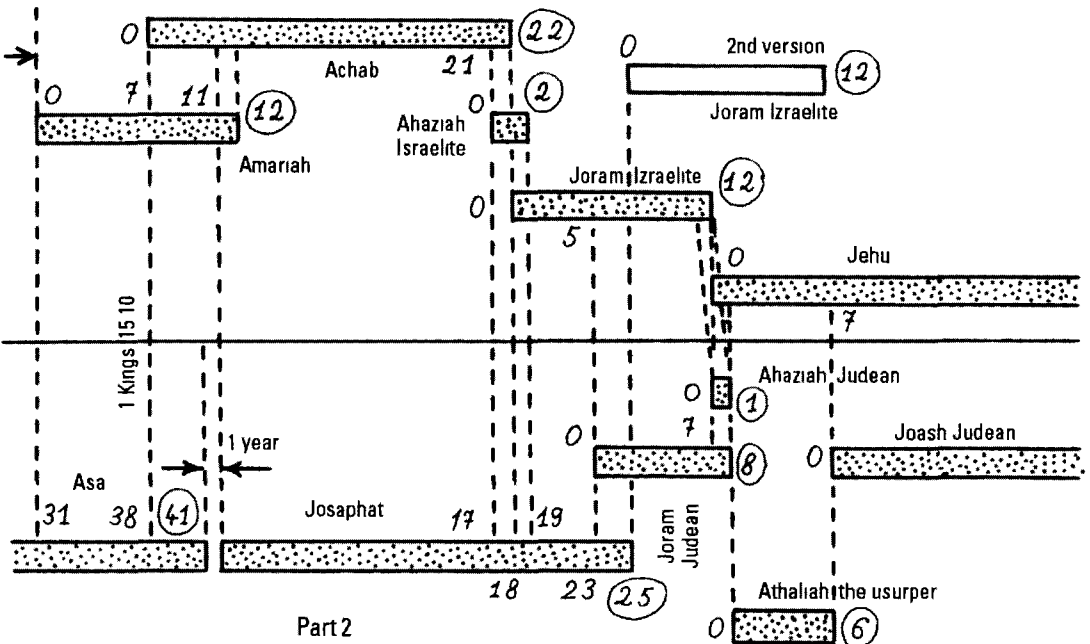 0
22
0
2nd version
Achab
21
12
0
7
11
12
0
2
Joram Izraelite
Ahaziah
Israelite
Amariah
Joram Izraelite
12
0
5
0
Jehu
7
1 Kings 15 10
Ahaziah Judean
0
1
0
7
1 year
8
0
Joash Judean
Asa
31
38
41
Josaphat
17
19
Joram
Judean
18
23
25
Athaliah the usurper
0
6
Part 2